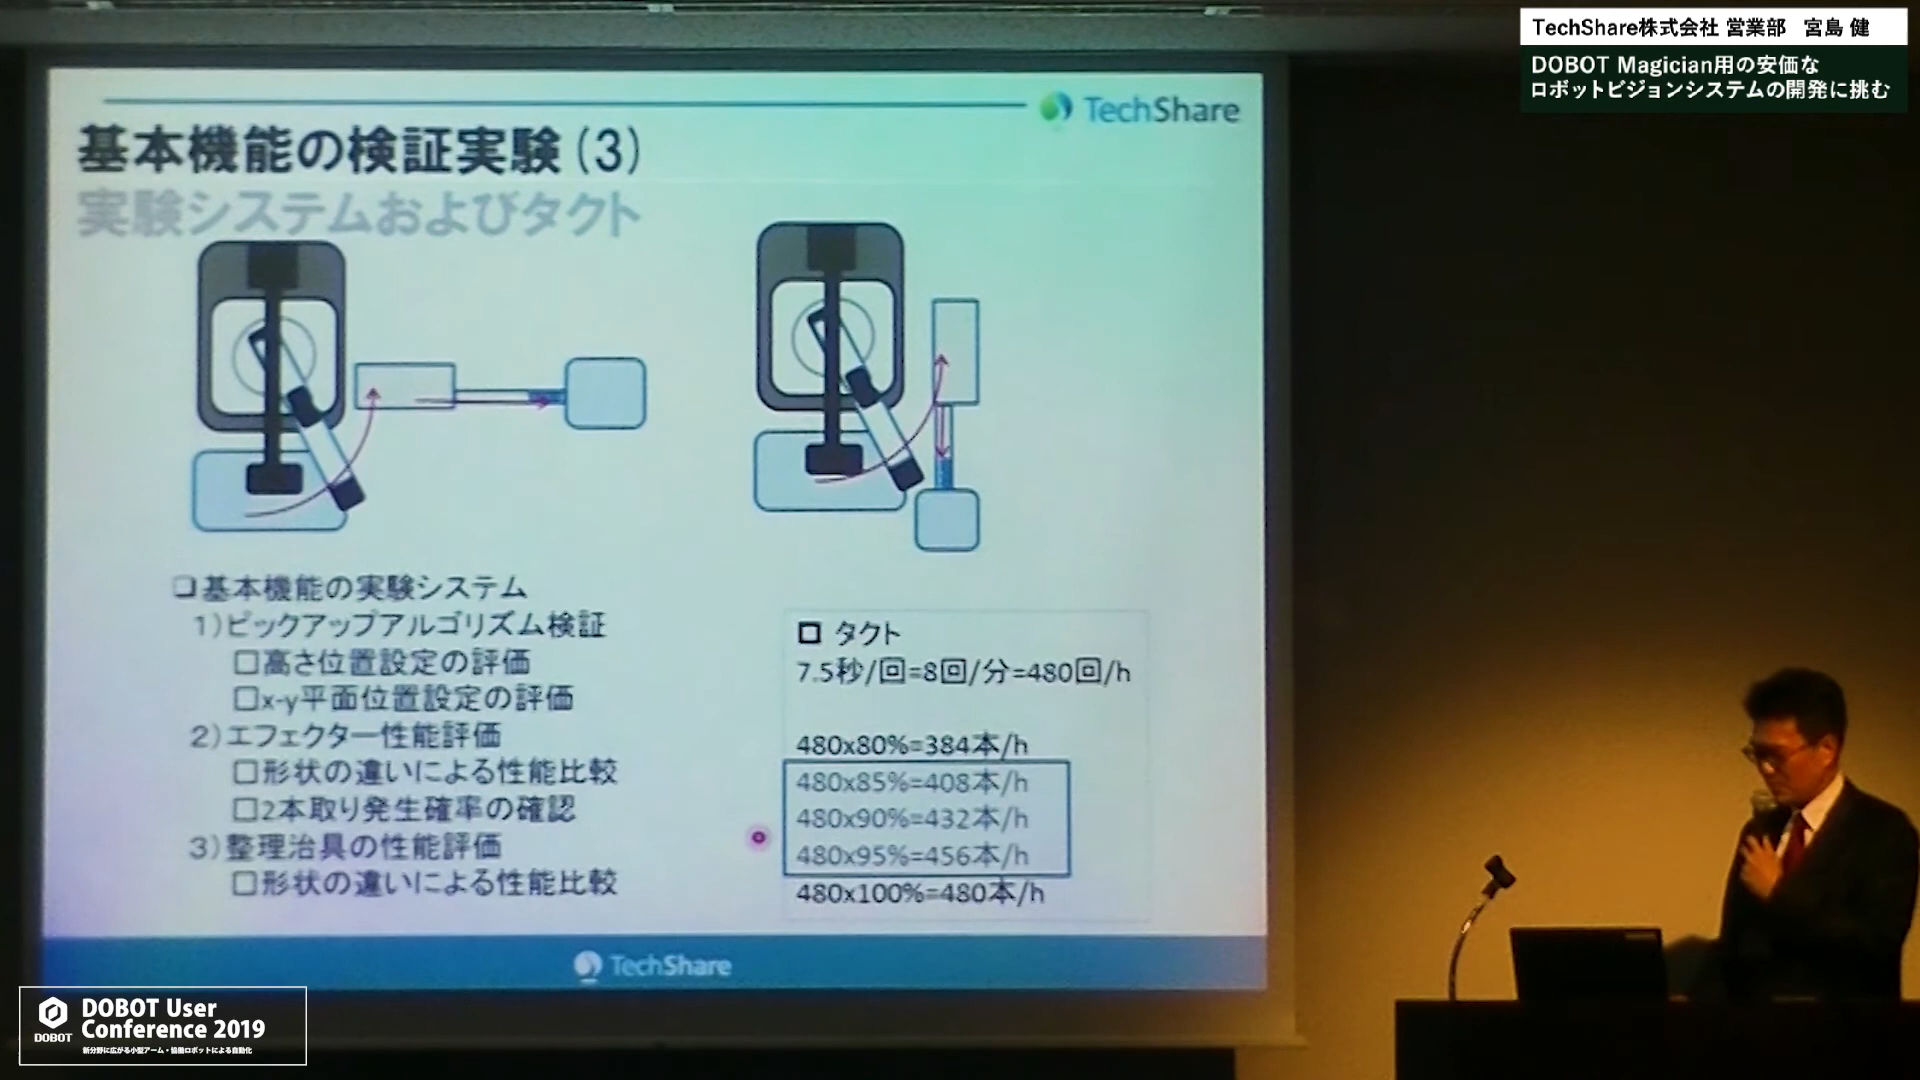 TechShare株式会社 営業部　宮島 健
DOBOT Magician用の安価な
ロボットビジョンシステムの開発に挑む
TechShare
基本機能の検証実験(3)
実験システムおよびタクト
❏基本機能の実験システム
1)ピックアップアルゴリズム検証
□高さ位置設定の評価
□x-y平面位置設定の評価
2)エフェクター性能評価
□形状の違いによる性能比較
□2本取り発生確率の確認
3)整理治具の性能評価
□形状の違いによる性能比較
□ タクト
7.5秒/回=8回/分=480回/h
480x80%=384本/h
480x85%=408本/h
480x90%=432本/h
480x95%=456本/h
480x100%=480本/h
TechShare
DOBOT
DOBOT User
Conference 2019
新分野に広がる小型アーム・協働ロボットによる自動化